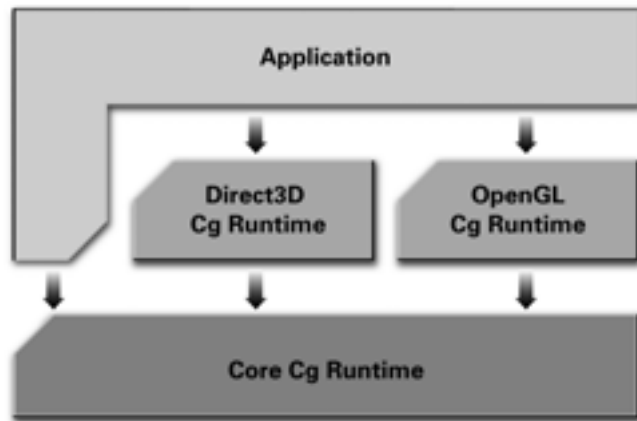 Application
Direct3D
Cg Runtime
OpenGL
Cg Runtime
Core Cg Runtime